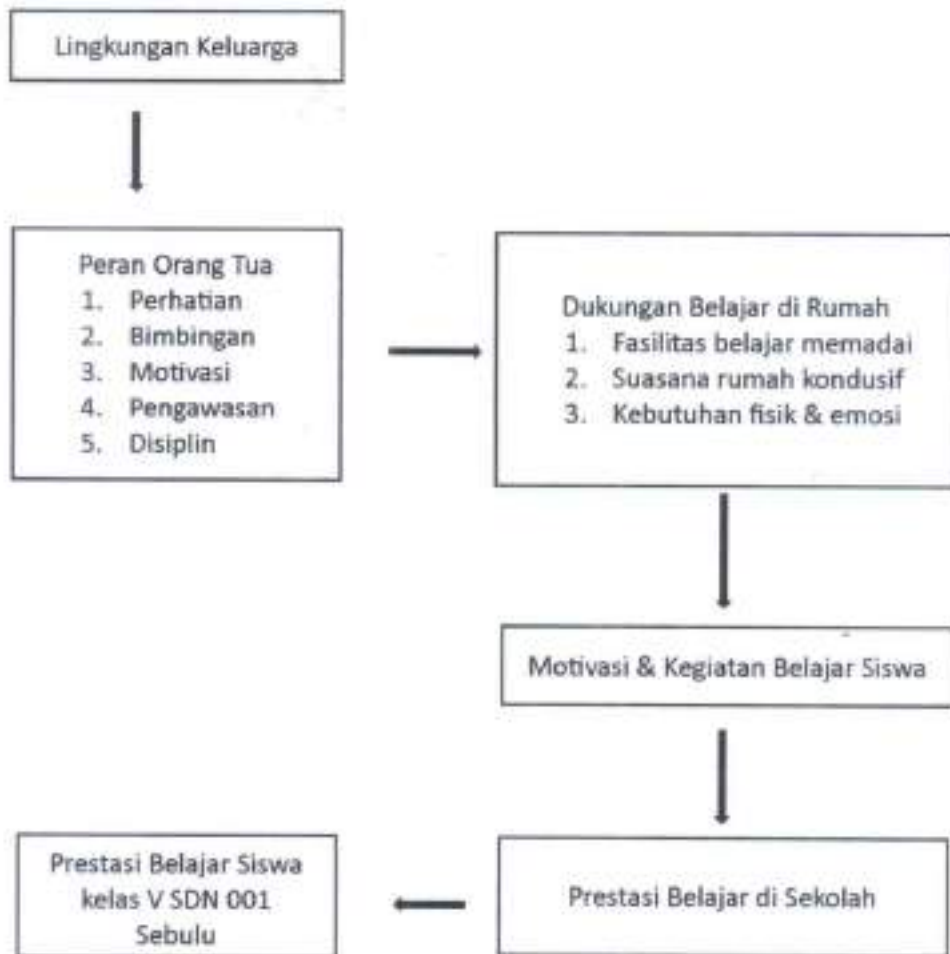 Lingkungan Keluarga
Peran Orang Tua
1. Perhatian
2. Bimbingan
3. Motivasi
4. Pengawasan
5. Disiplin
Dukungan Belajar di Rumah
1. Fasilitas belajar memadai
2. Suasana rumah kondusif
3. Kebutuhan fisik & emosi
Motivasi & Kegiatan Belajar Siswa
Prestasi Belajar di Sekolah
Prestasi Belajar Siswa
kelas V SDN 001
Sebulu